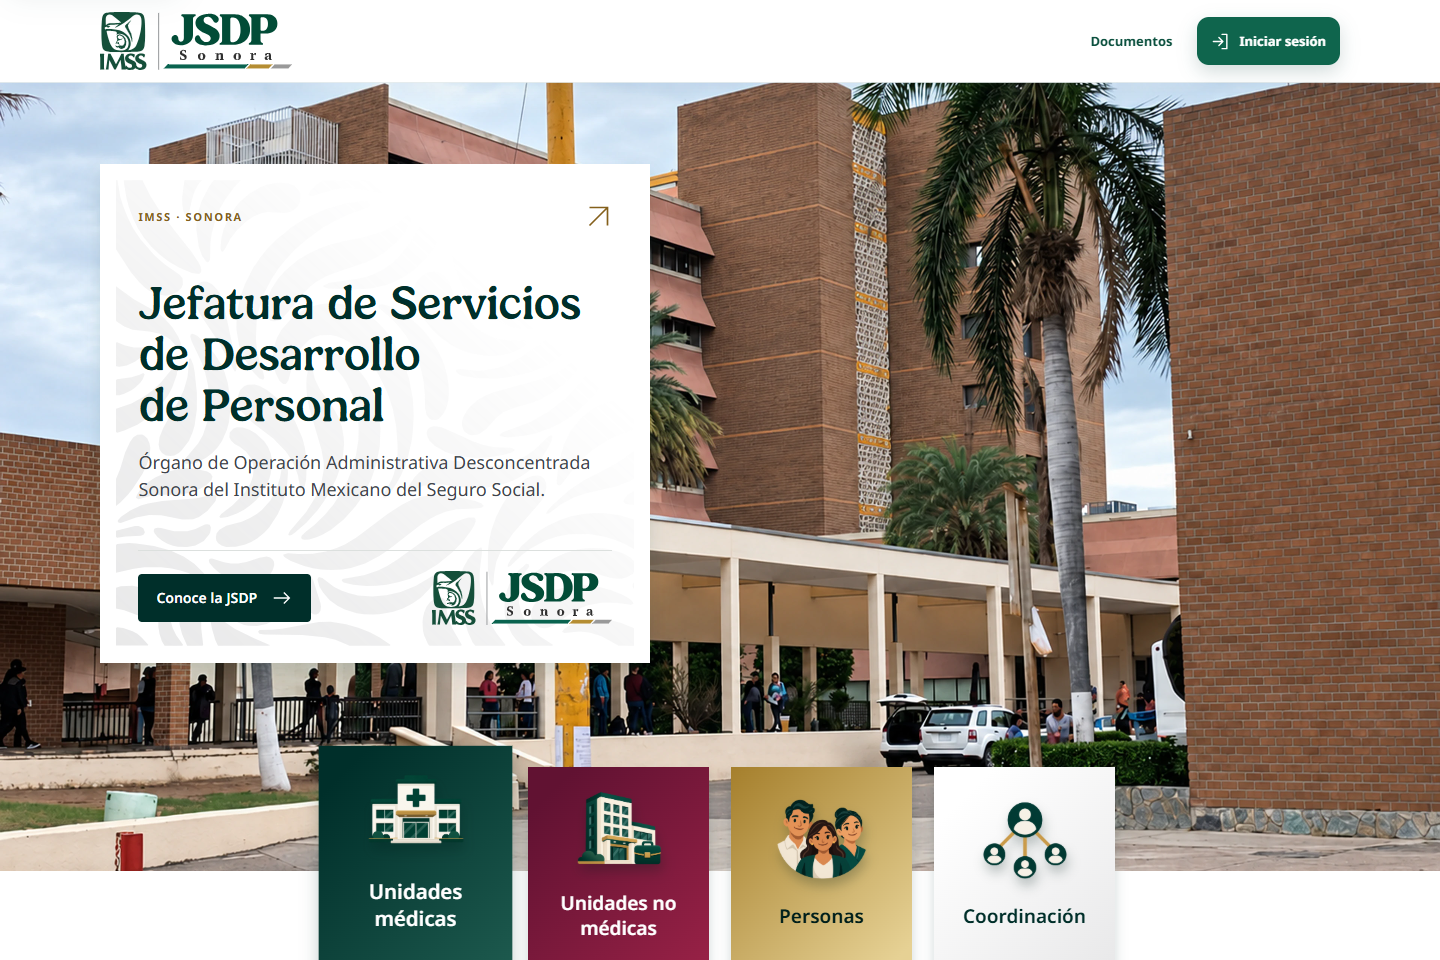 IMSS
JSDP
Sonora
Documentos
Iniciar sesión
IMSS · SONORA
Jefatura de Servicios
de Desarrollo
de Personal
Órgano de Operación Administrativa Desconcentrada
Sonora del Instituto Mexicano del Seguro Social.
Conoce la JSDP
IMSS
JSDP
Sonora
Unidades
médicas
Unidades no
médicas
Personas
Coordinación